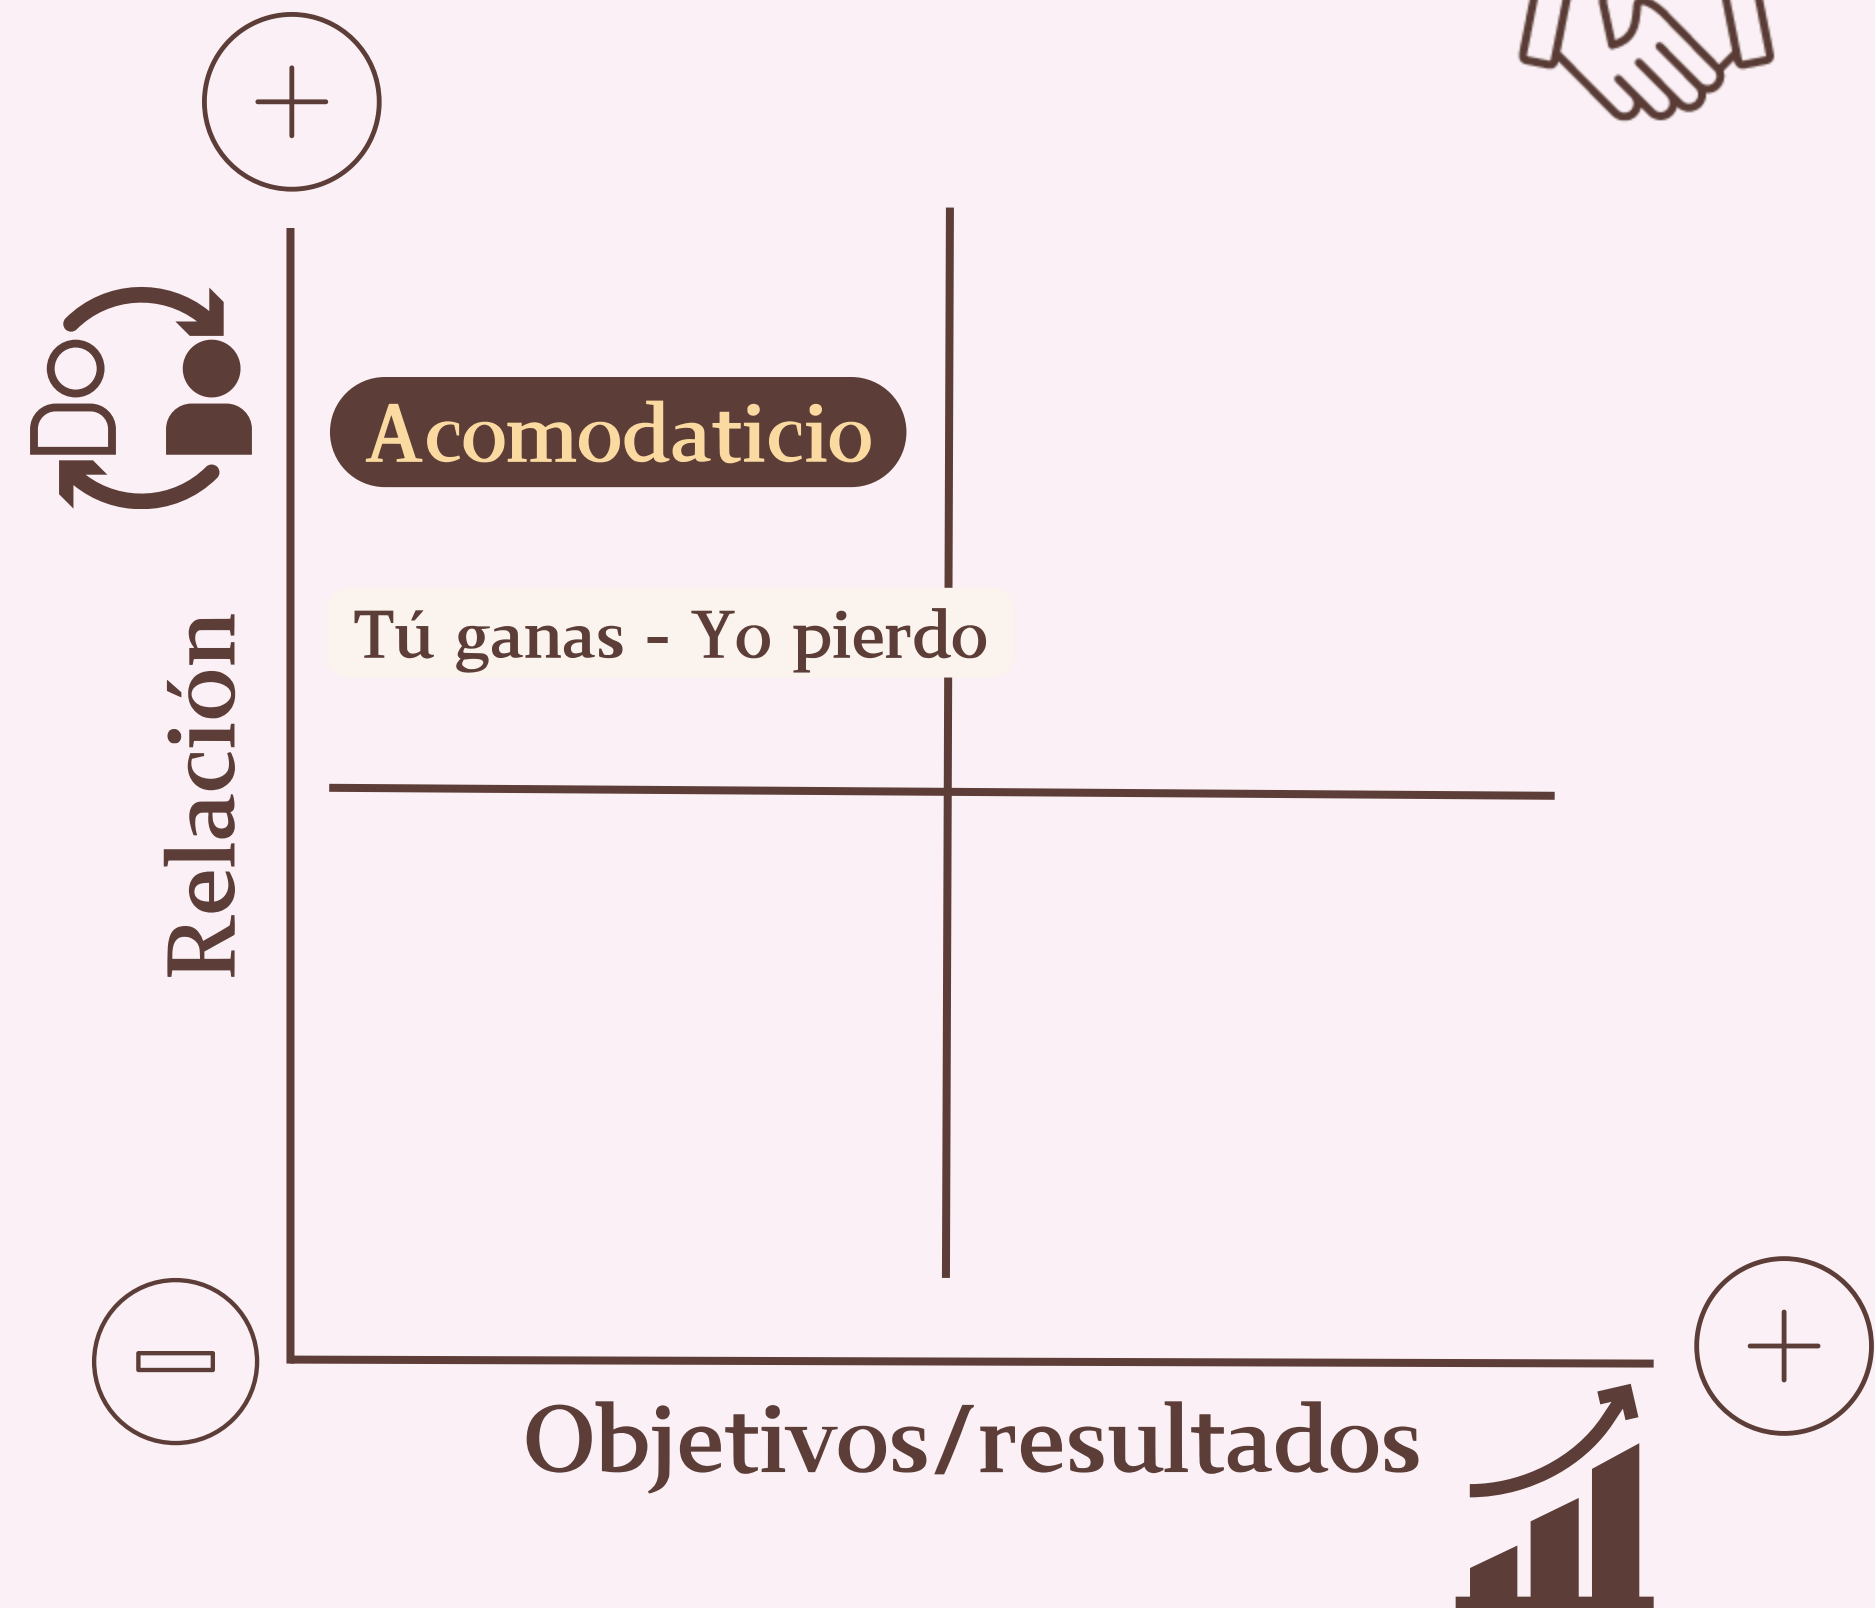 Acomodaticio
Tú ganas - Yo pierdo
Relación
Objetivos/resultados